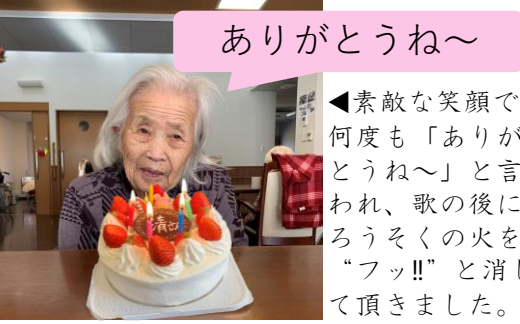 ありがとうね～
◀素敵な笑顔で
何度も「ありが
とうね～」と言
われ、歌の後に
ろうそくの火を
“フッ‼”と消し
て頂きました。